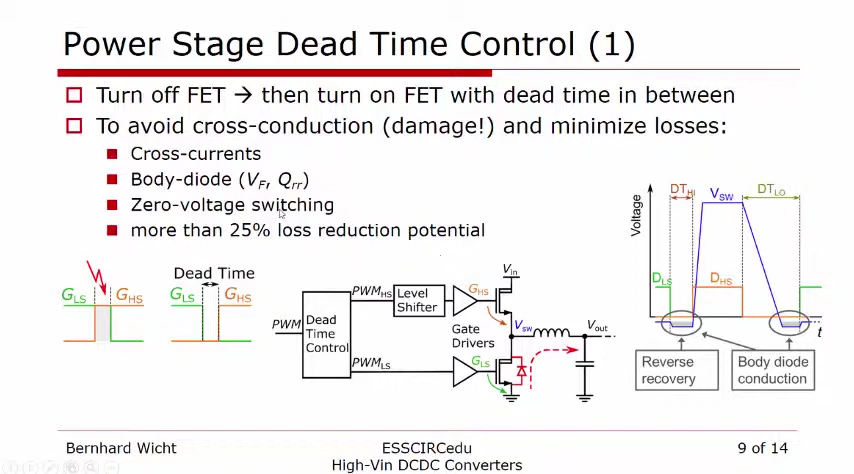 Power Stage Dead Time Control (1)
Turn off FET → then turn on FET with dead time in between
To avoid cross-conduction (damage!) and minimize losses:
Cross-currents
Body-diode (VF, Qrr)
Zero-voltage switching
more than 25% loss reduction potential
GLS GHS
Dead Time
GLS GHS
PWM
Dead
Time
Control
PWMHS
Level
Shifter
GHS
Vin
Gate
Drivers
Vsw
Vout
PWMLS
GLS
Voltage
DTHI VSW DTLO
DLS DHS
t
Reverse
recovery
Body diode
conduction
Bernhard Wicht
ESSCIRCedu
High-Vin DCDC Converters
9 of 14